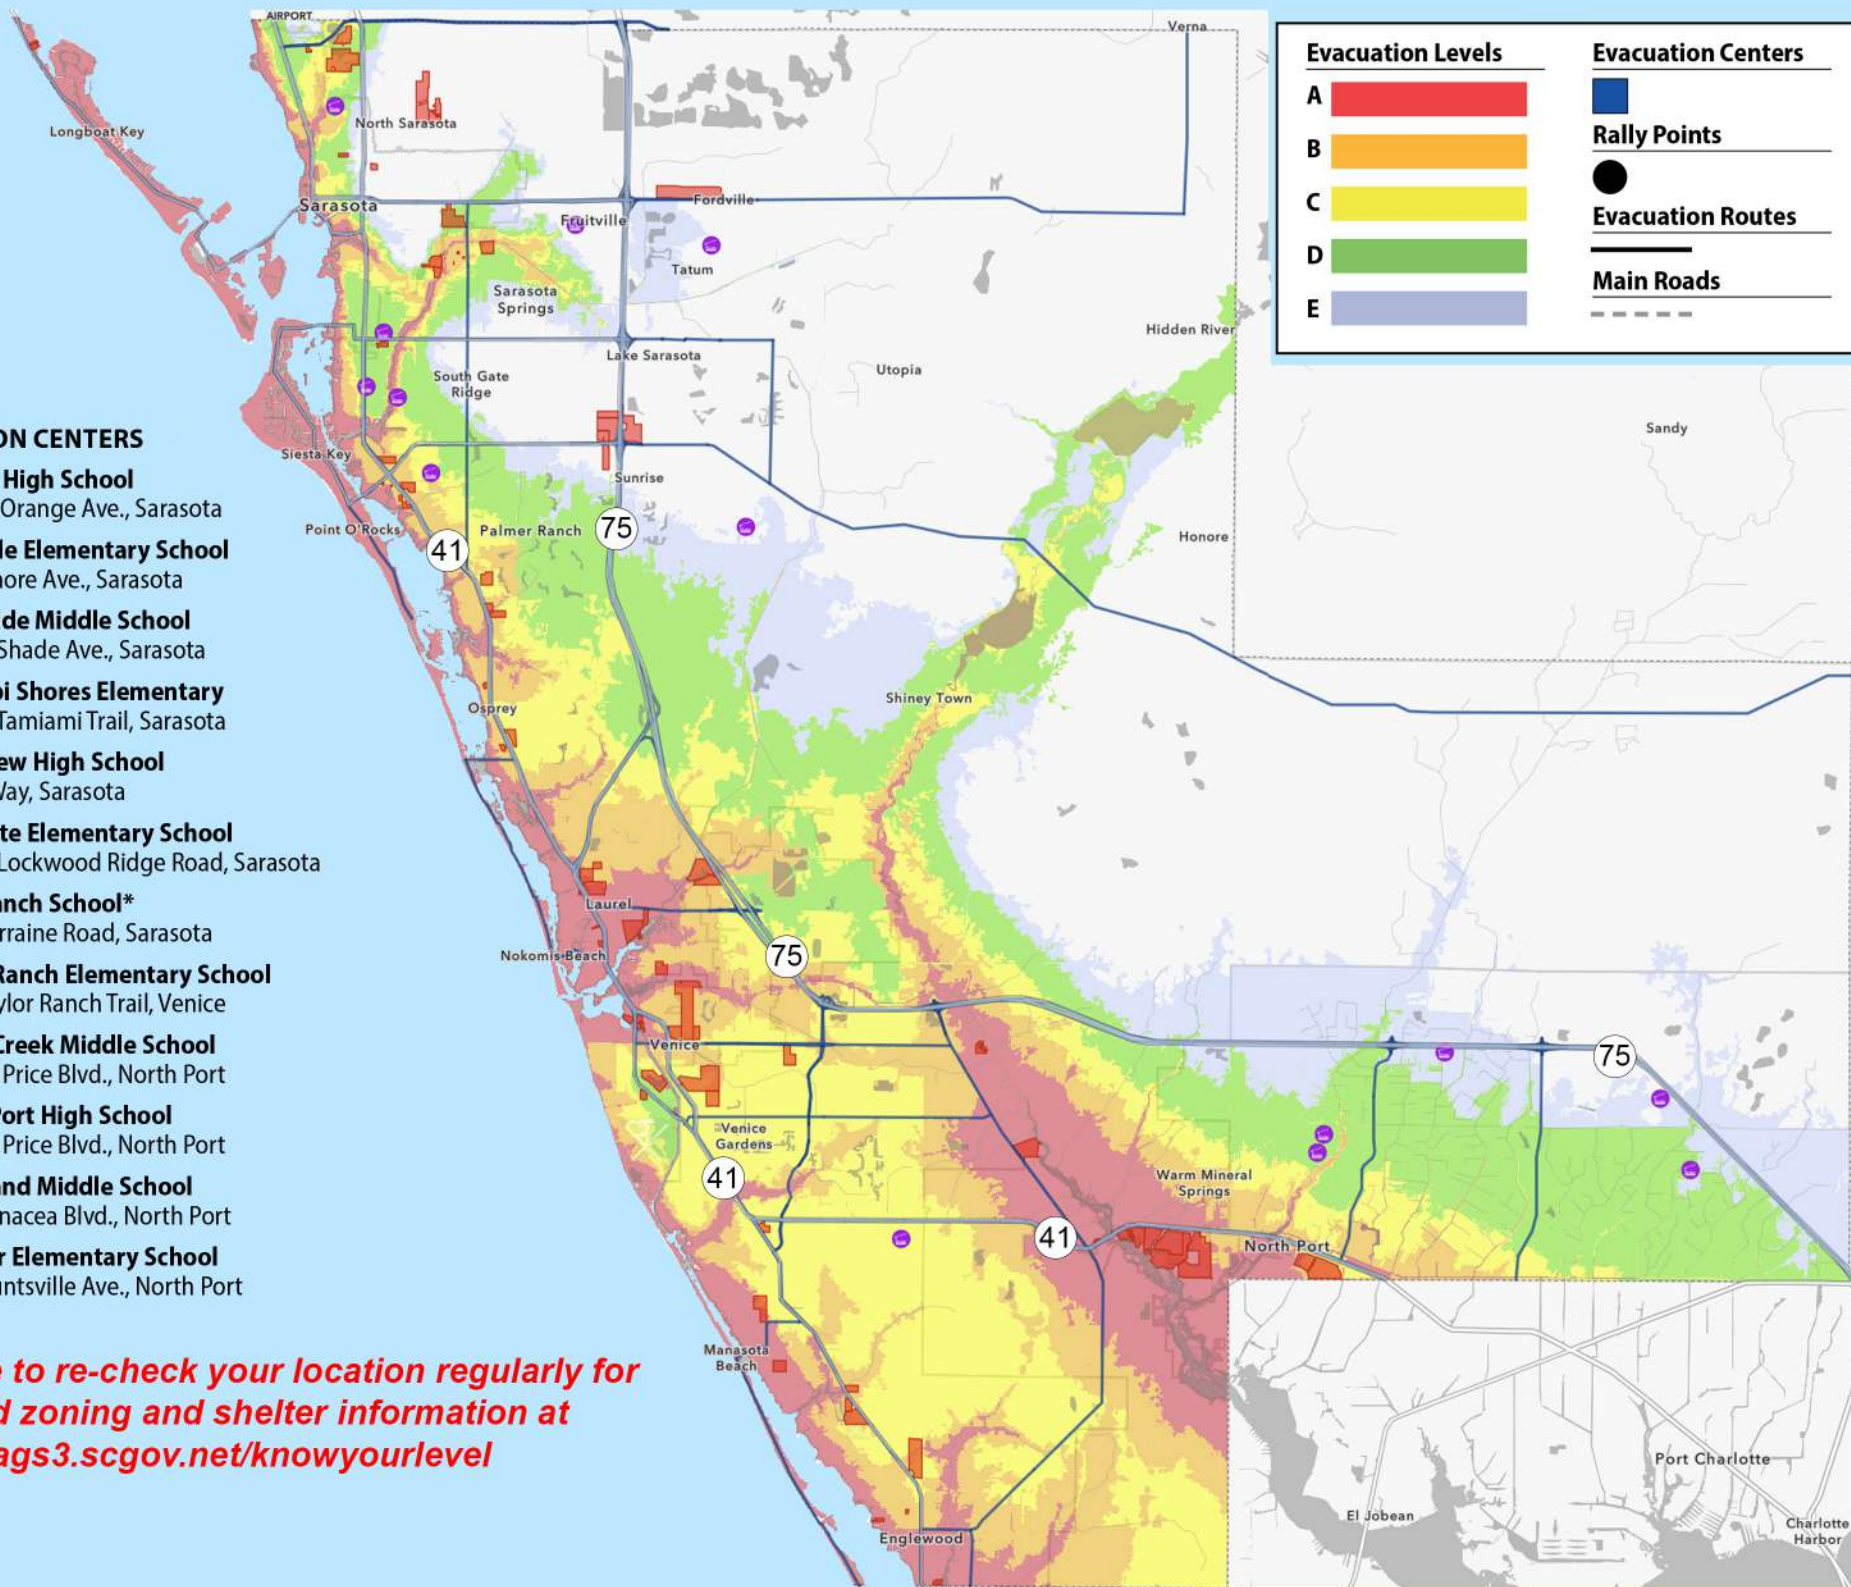 AIRPORT
Verna
Longboat Key
North Sarasota
Sarasota
Fordville
Fruitville
Tatum
Sarasota
Springs
Hidden River
Lake Sarasota
Utopia
South Gate
Ridge
Siesta Key
Sandy
Sunrise
Point O'Rocks
Palmer Ranch
75
41
Honore
Shiney Town
Osprey
Laurel
Nokomis Beach
75
Venice
75
Venice
Gardens
41
Warm Mineral
Springs
41
North Port
Manasota
Beach
Englewood
Port Charlotte
El Jobean
Charlotte
Harbor
Evacuation Levels
A
B
C
D
E
Evacuation Centers
Rally Points
Evacuation Routes
Main Roads
ON CENTERS
High School
Orange Ave., Sarasota
le Elementary School
ore Ave., Sarasota
de Middle School
Shade Ave., Sarasota
i Shores Elementary
Tamiami Trail, Sarasota
ew High School
Way, Sarasota
te Elementary School
Lockwood Ridge Road, Sarasota
anch School*
rraine Road, Sarasota
Ranch Elementary School
ylor Ranch Trail, Venice
Creek Middle School
Price Blvd., North Port
Port High School
Price Blvd., North Port
and Middle School
nacea Blvd., North Port
r Elementary School
untsville Ave., North Port
e to re-check your location regularly for
d zoning and shelter information at
ags3.scgov.net/knowyourlevel